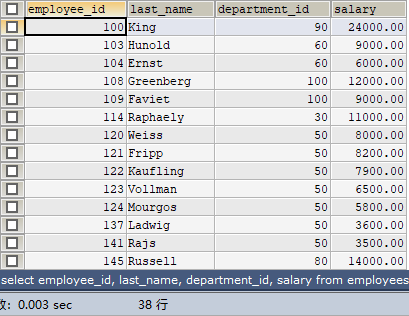 employee_id last_name department_id salary
100 King 90 24000.00
103 Hunold 60 9000.00
104 Ernst 60 6000.00
108 Greenberg 100 12000.00
109 Faviet 100 9000.00
114 Raphaely 30 11000.00
120 Weiss 50 8000.00
121 Fripp 50 8200.00
122 Kaufling 50 7900.00
123 Vollman 50 6500.00
124 Mourgos 50 5800.00
137 Ladwig 50 3600.00
141 Rajs 50 3500.00
145 Russell 80 14000.00
select employee_id, last_name, department_id, salary from employees
: 0.003 sec 38 行